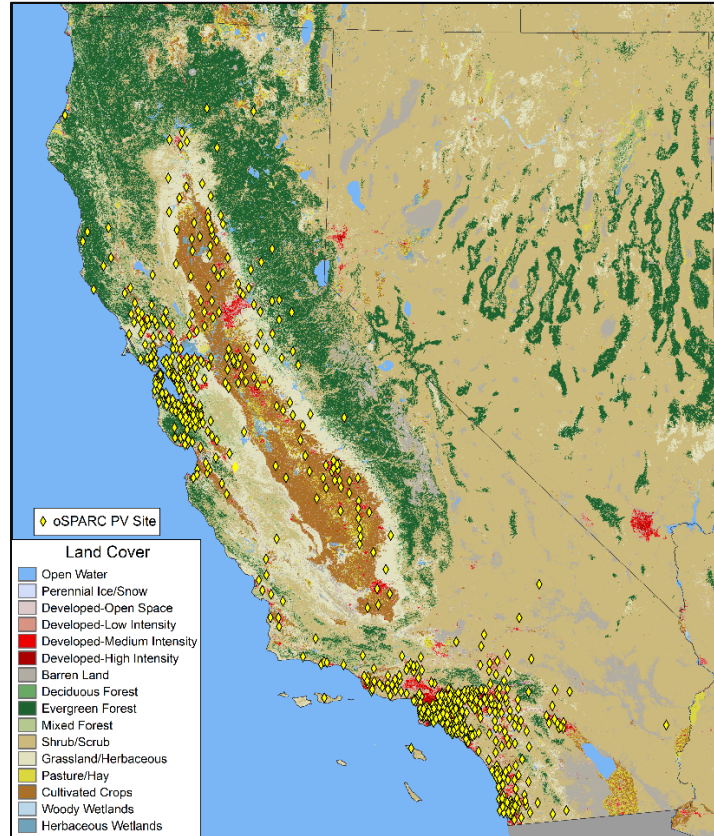 oSPARC PV Site
Land Cover
Open Water
Perennial Ice/Snow
Developed-Open Space
Developed-Low Intensity
Developed-Medium Intensity
Developed-High Intensity
Barren Land
Deciduous Forest
Evergreen Forest
Mixed Forest
Shrub/Scrub
Grassland/Herbaceous
Pasture/Hay
Cultivated Crops
Woody Wetlands
Herbaceous Wetlands